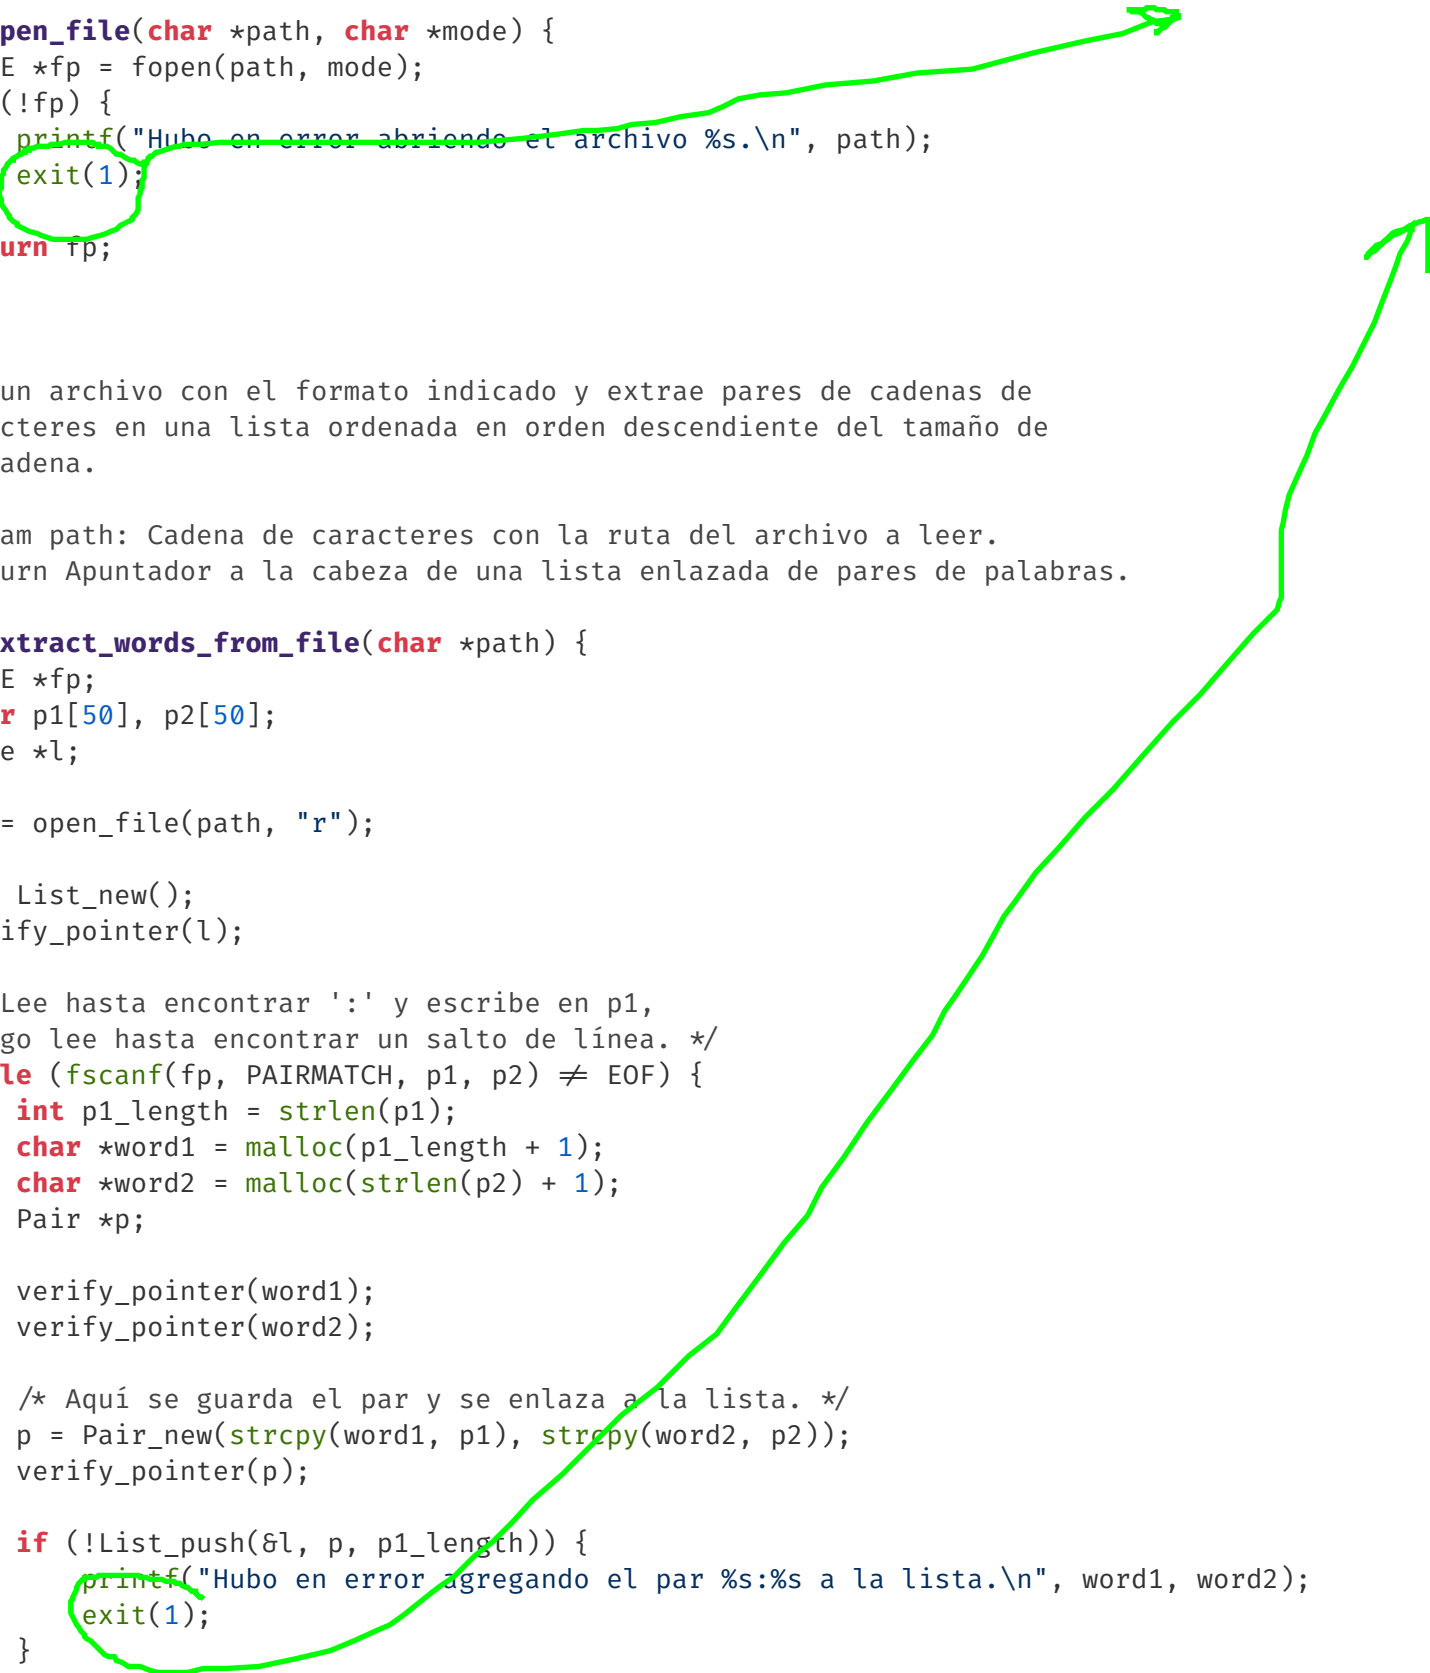 pen_file(char *path, char *mode) {
E *fp = fopen(path, mode);
(!fp) {
printf("Hubo en error abriendo el archivo %s.\n", path);
exit(1);
urn fp;
un archivo con el formato indicado y extrae pares de cadenas de
cteres en una lista ordenada en orden descendiente del tamaño de
adena.
am path: Cadena de caracteres con la ruta del archivo a leer.
urn Apuntador a la cabeza de una lista enlazada de pares de palabras.
xtract_words_from_file(char *path) {
E *fp;
r p1[50], p2[50];
e *l;
= open_file(path, "r");
List_new();
ify_pointer(l);
Lee hasta encontrar ':' y escribe en p1,
go lee hasta encontrar un salto de línea. */
le (fscanf(fp, PAIRMATCH, p1, p2) ≠ EOF) {
int p1_length = strlen(p1);
char *word1 = malloc(p1_length + 1);
char *word2 = malloc(strlen(p2) + 1);
Pair *p;
verify_pointer(word1);
verify_pointer(word2);
/* Aquí se guarda el par y se enlaza a la lista. */
p = Pair_new(strcpy(word1, p1), strcpy(word2, p2));
verify_pointer(p);
if (!List_push(&l, p, p1_length)) {
printf("Hubo en error agregando el par %s:%s a la lista.\n", word1, word2);
exit(1);
}